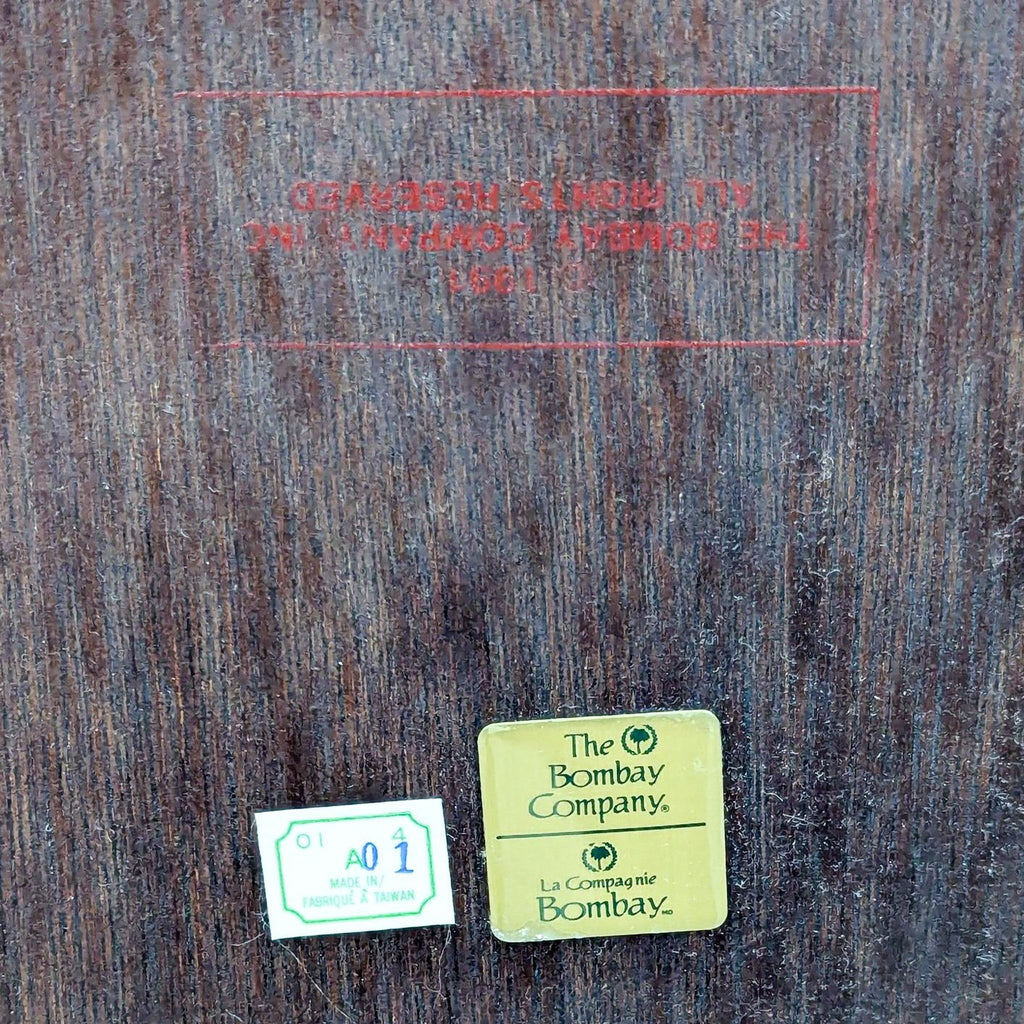 © 1991
THE BOMBAY COMPANY, INC
ALL RIGHTS RESERVED
The
Bombay
Company®
La Compagnie
Bombay MD
01 4
A0 1
MADE IN/
FABRIQUÉ À TAIWAN